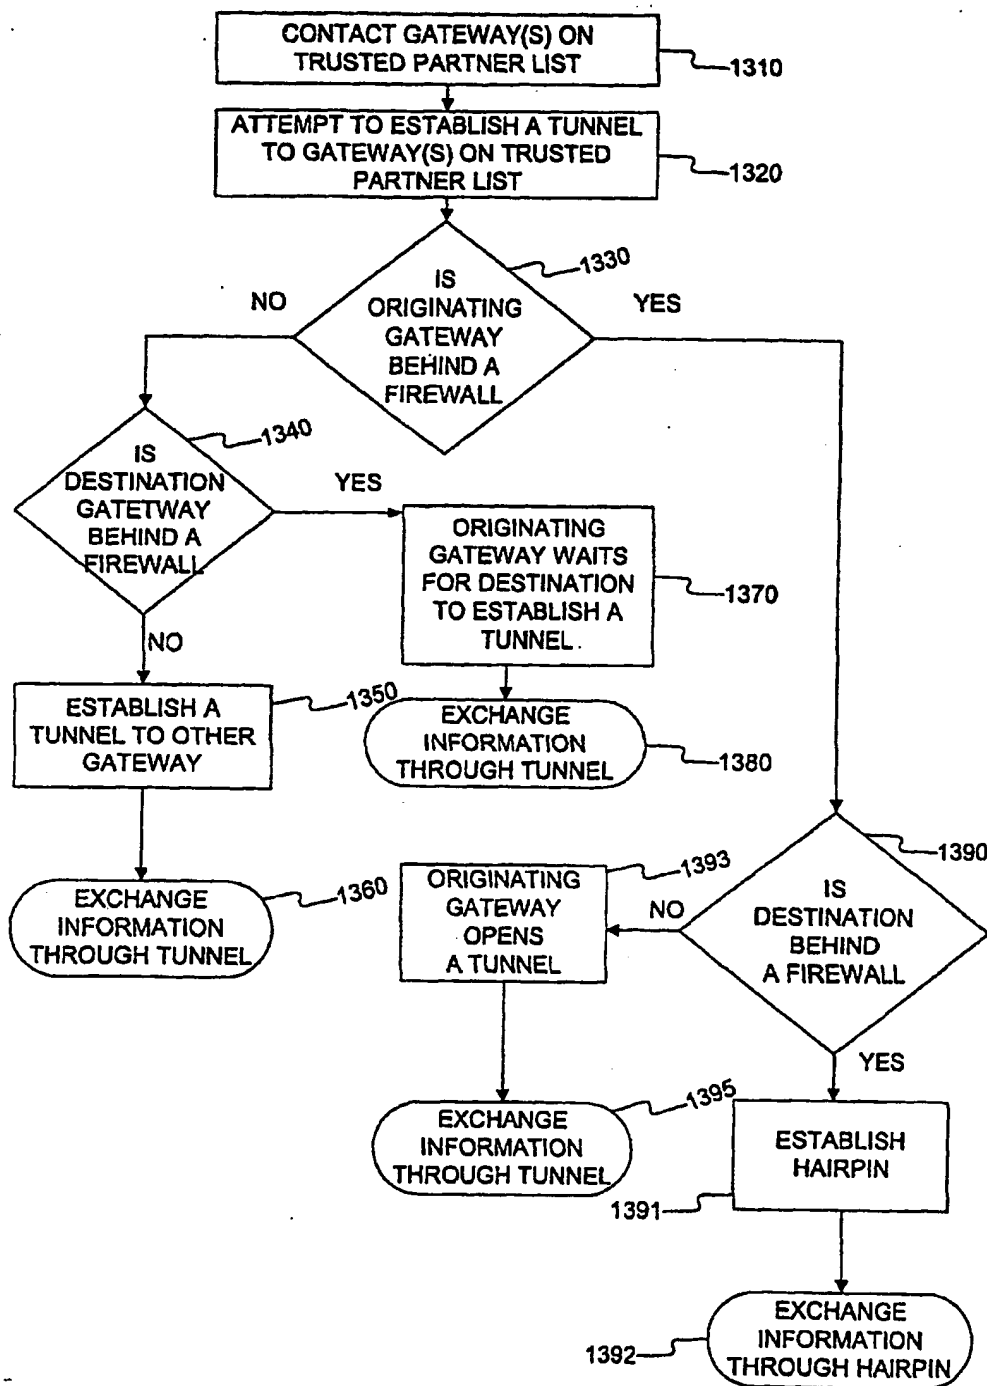 CONTACT GATEWAY(S) ON
TRUSTED PARTNER LIST
1310
ATTEMPT TO ESTABLISH A TUNNEL
TO GATEWAY(S) ON TRUSTED
PARTNER LIST
1320
1330
IS
ORIGINATING
GATEWAY
BEHIND A
FIREWALL
NO
YES
1340
IS
DESTINATION
GATETWAY
BEHIND A
FIREWALL
YES
NO
ORIGINATING
GATEWAY WAITS
FOR DESTINATION
TO ESTABLISH A
TUNNEL.
1370
1350
ESTABLISH A
TUNNEL TO OTHER
GATEWAY
EXCHANGE
INFORMATION
THROUGH TUNNEL
1380
1360
EXCHANGE
INFORMATION
THROUGH TUNNEL
1390
IS
DESTINATION
BEHIND
A FIREWALL
NO
YES
1393
ORIGINATING
GATEWAY
OPENS
A TUNNEL
1395
EXCHANGE
INFORMATION
THROUGH TUNNEL
ESTABLISH
HAIRPIN
1391
EXCHANGE
INFORMATION
THROUGH HAIRPIN
1392